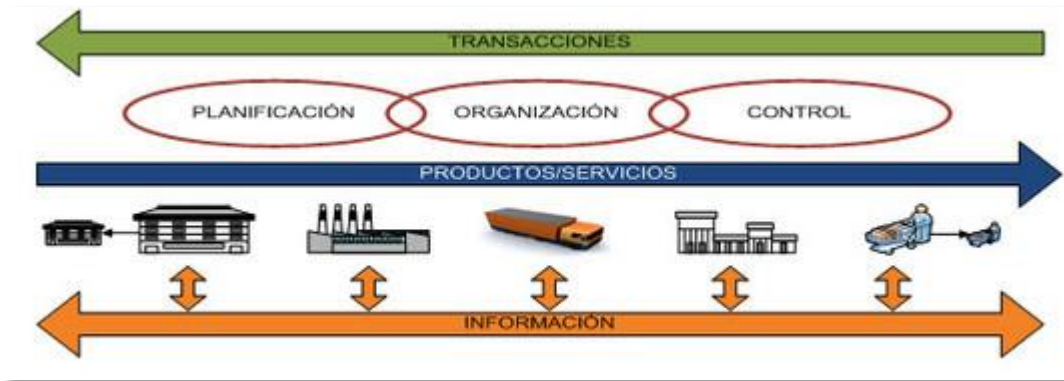 TRANSACCIONES
PLANIFICACIÓN ORGANIZACIÓN CONTROL
PRODUCTOS/SERVICIOS
INFORMACIÓN